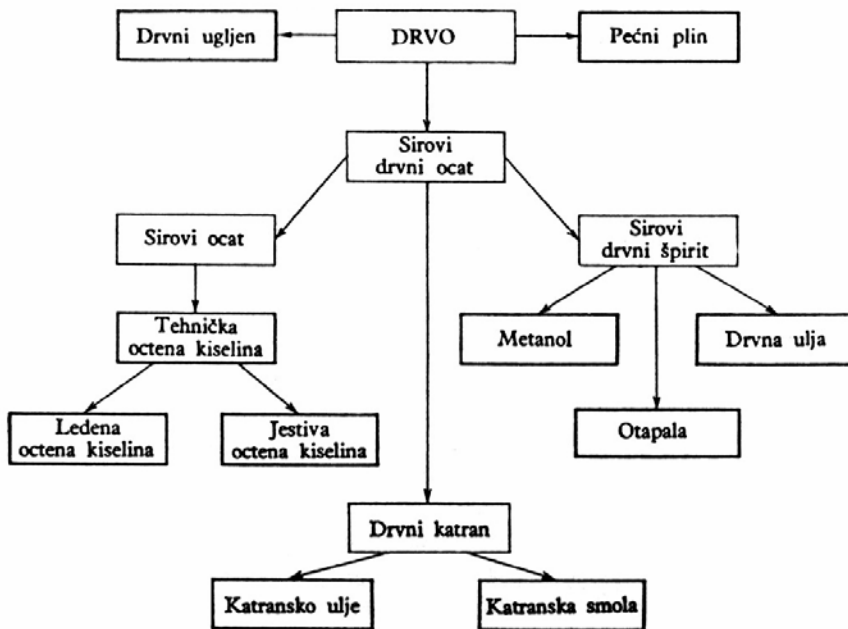 Drvni ugljen
DRVO
Pećni plin
Sirovi
drvni ocat
Sirovi ocat
Sirovi
drvni špirit
Tehnička
octena kiselina
Metanol
Drvna ulja
Ledena
octena kiselina
Jestiva
octena kiselina
Otapala
Drvni katran
Katransko ulje
Katranska smola